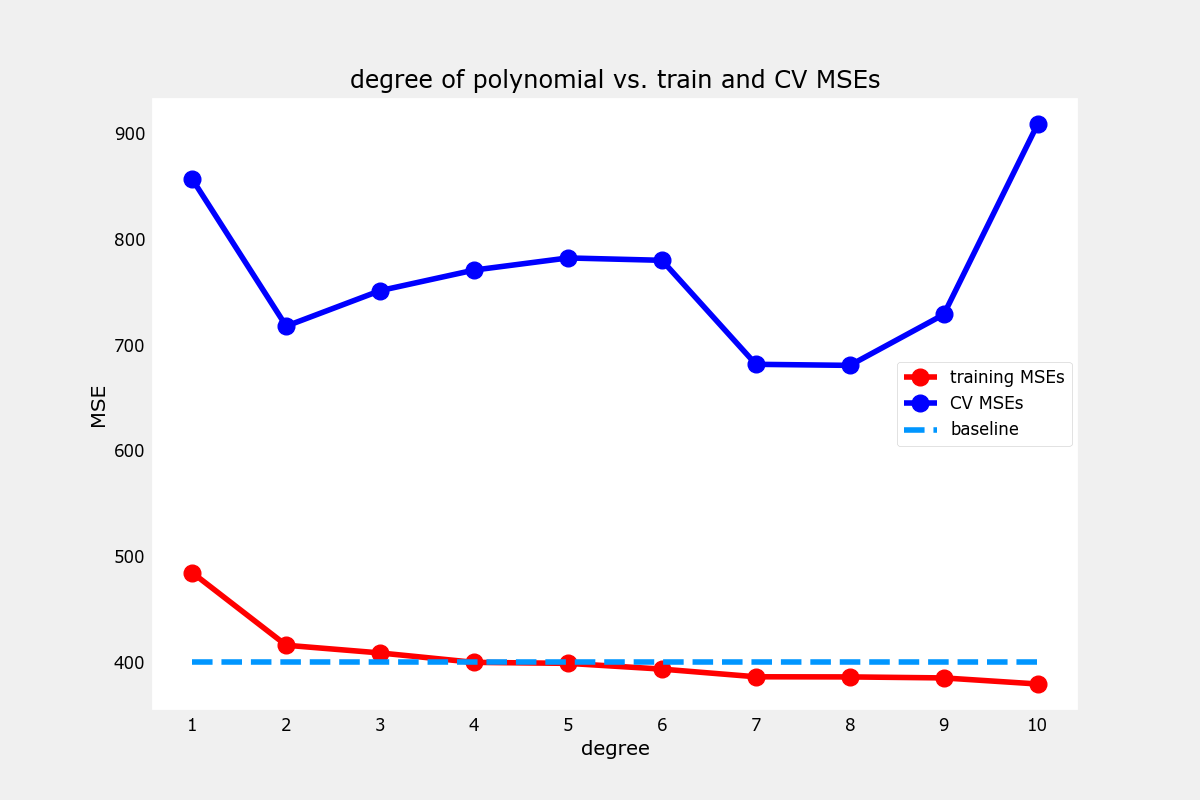 degree of polynomial vs. train and CV MSEs
900
800
700
600
500
400
MSE
training MSEs
CV MSEs
baseline
1 2 3 4 5 6 7 8 9 10
degree